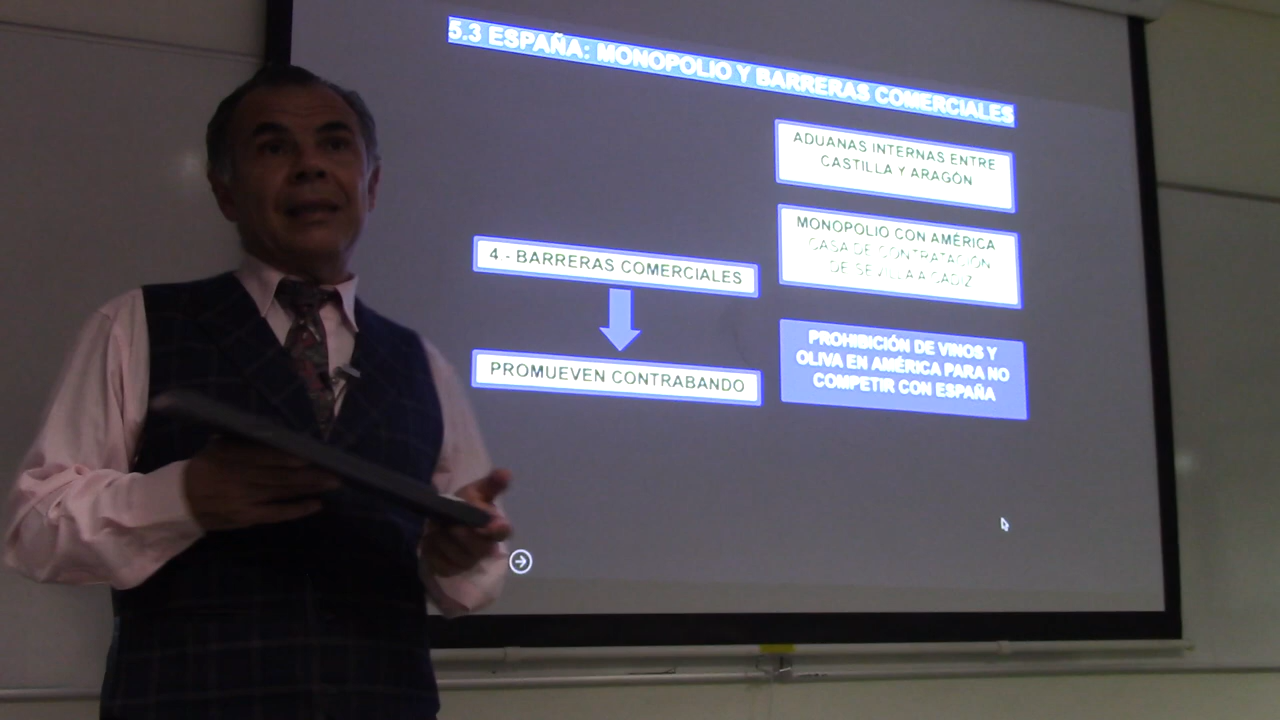 5.3 ESPAÑA: MONOPOLIO Y BARRERAS COMERCIALES
ADUANAS INTERNAS ENTRE
CASTILLA Y ARAGÓN
MONOPOLIO CON AMÉRICA
CASA DE CONTRATACIÓN
DE SEVILLA A CADIZ
4.- BARRERAS COMERCIALES
PROMUEVEN CONTRABANDO
PROHIBICIÓN DE VINOS Y
OLIVA EN AMÉRICA PARA NO
COMPETIR CON ESPAÑA